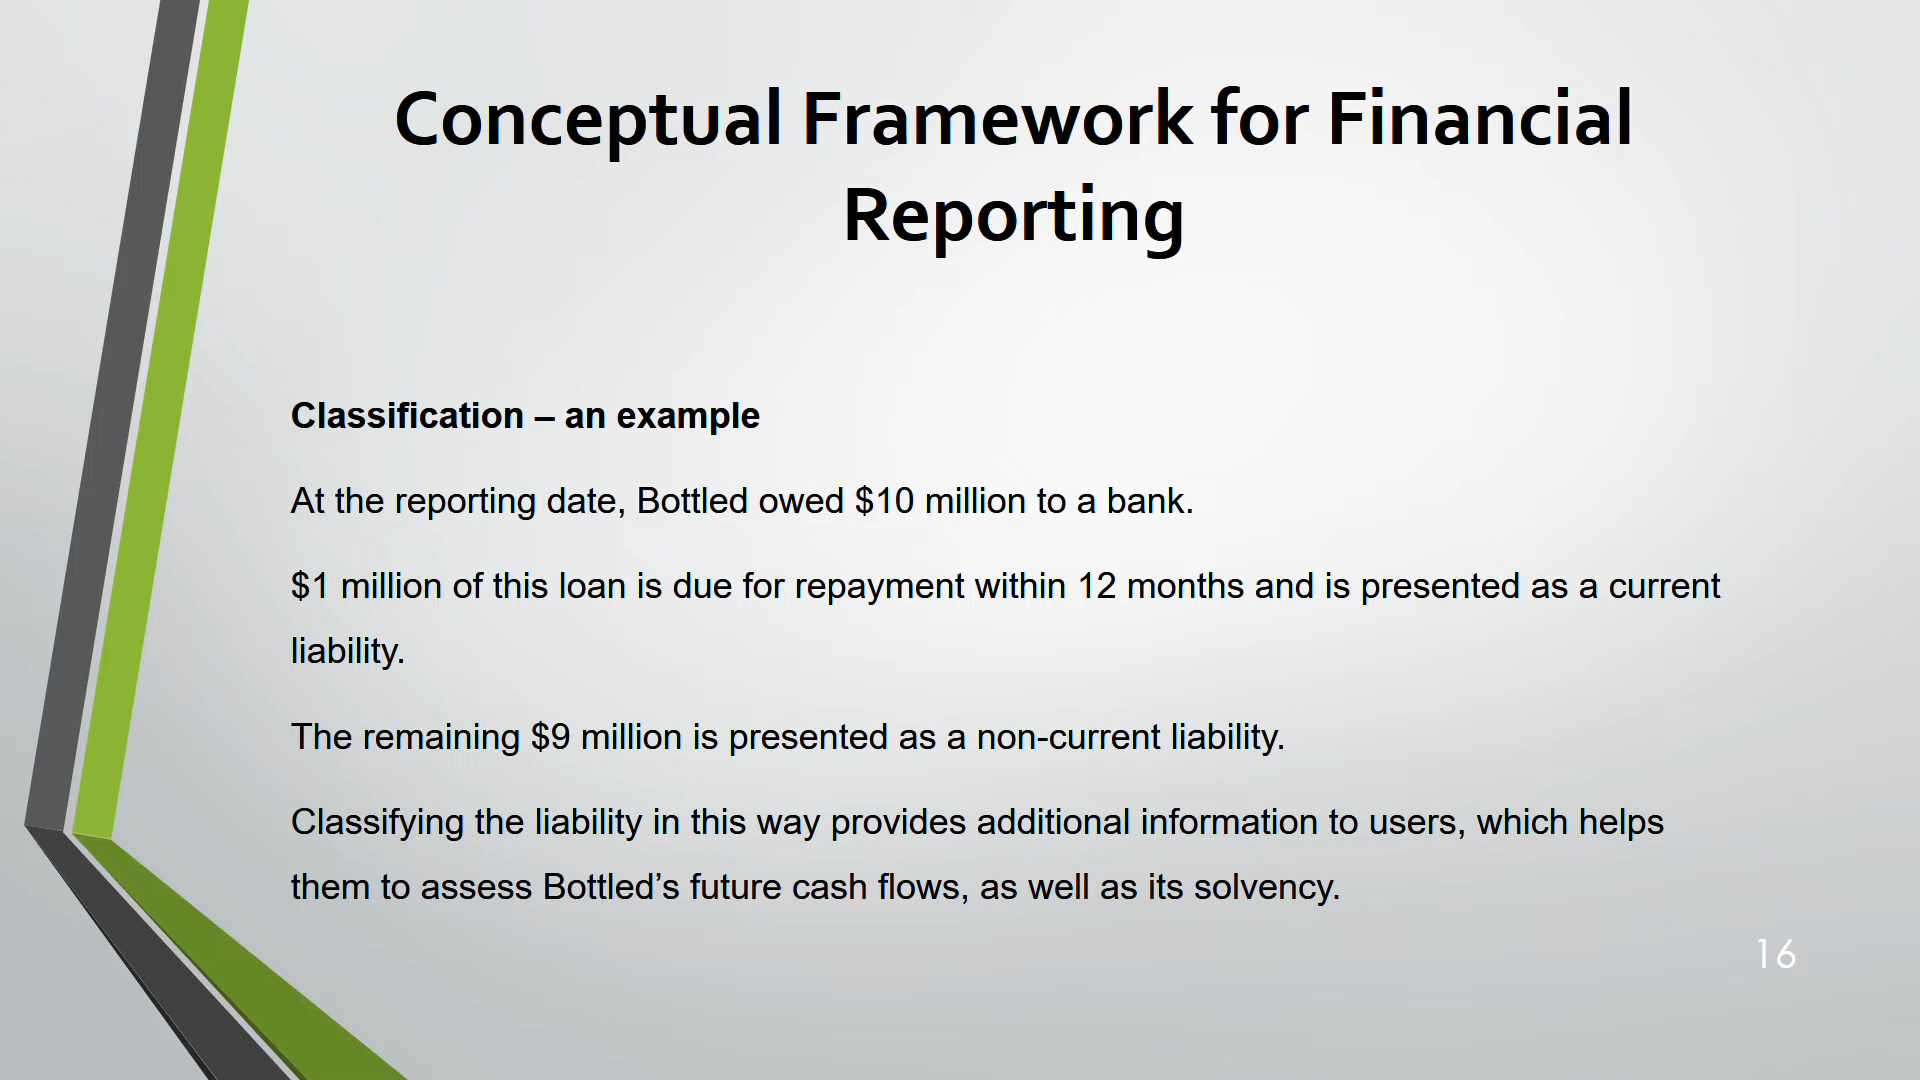 Conceptual Framework for Financial
Reporting
Classification – an example
At the reporting date, Bottled owed $10 million to a bank.
$1 million of this loan is due for repayment within 12 months and is presented as a current
liability.
The remaining $9 million is presented as a non-current liability.
Classifying the liability in this way provides additional information to users, which helps
them to assess Bottled’s future cash flows, as well as its solvency.
16